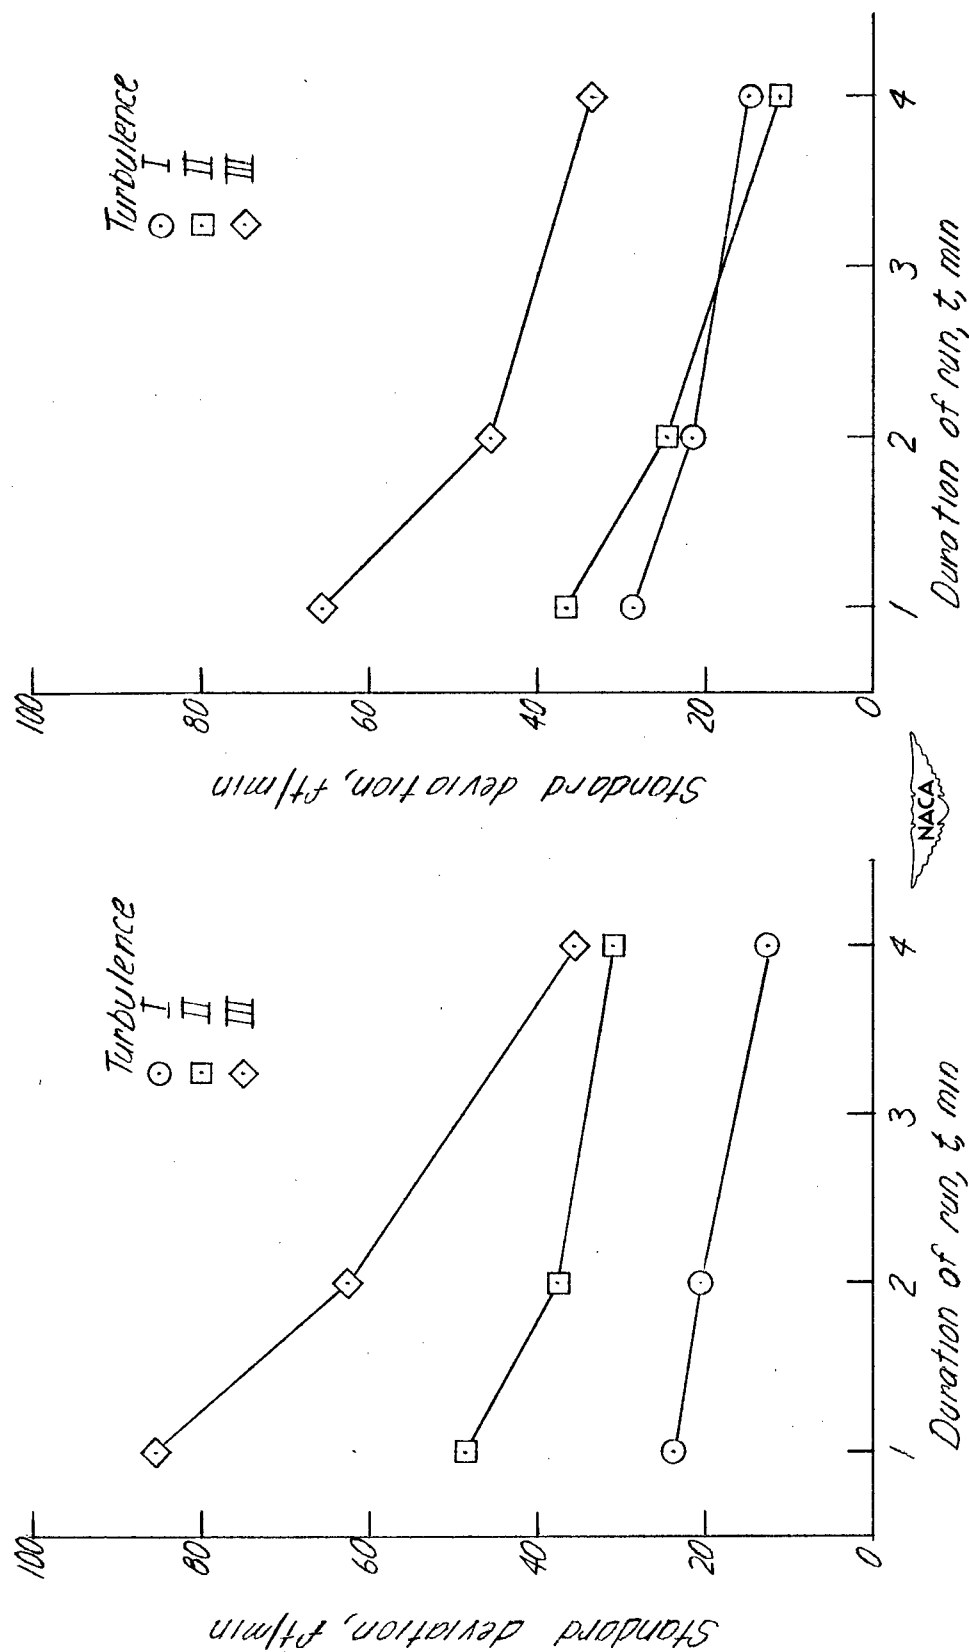 Standard deviation, ft/min
100
80
60
40
20
0
Turbulence
I
II
III
1 2 3 4
Duration of run, t, min
Standard deviation, ft/min
100
80
60
40
20
0
Turbulence
I
II
III
1 2 3 4
Duration of run, t, min
NACA